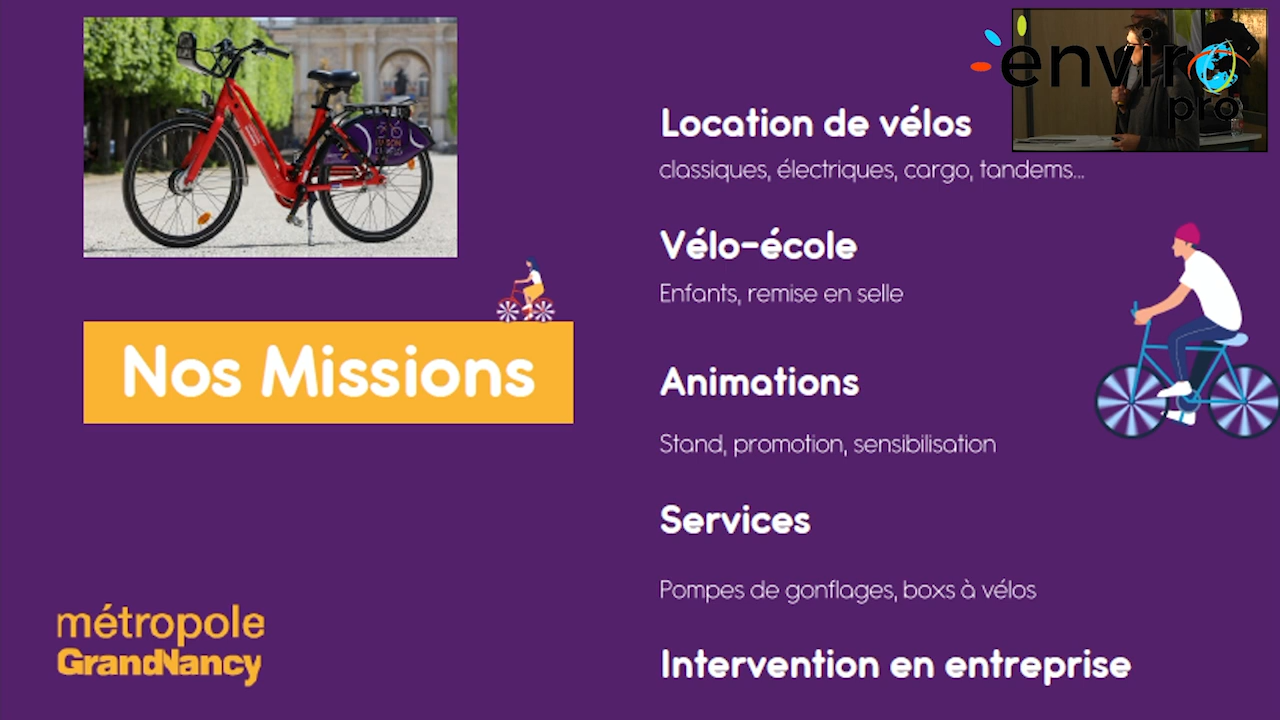 Nos Missions
métropole
GrandNancy
enviro
pro
Location de vélos
classiques, électriques, cargo, tandems...
Vélo-école
Enfants, remise en selle
Animations
Stand, promotion, sensibilisation
Services
Pompes de gonflages, boxs à vélos
Intervention en entreprise